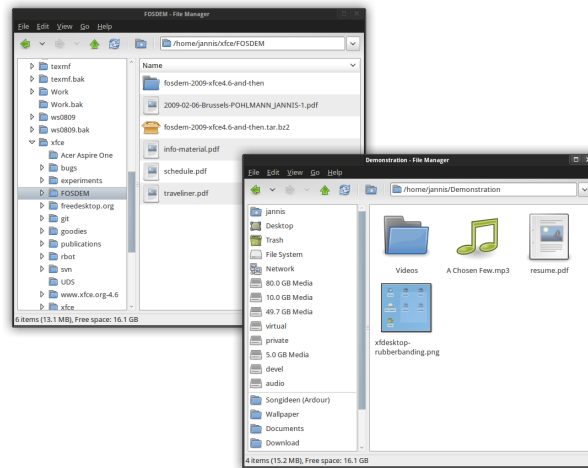 FOSDEM - File Manager
File Edit View Go Help
/home/jannis/xfce/FOSDEM
texmf
texmf.bak
Work
Work.bak
ws0809
ws0809.bak
xfce
Acer Aspire One
bugs
experiments
FOSDEM
freedesktop.org
git
goodies
publications
rbot
svn
UDS
www.xfce.org-4.6
xfce
Name
fosdem-2009-xfce4.6-and-then
2009-02-06-Brussels-POHLMANN_JANNIS-1.pdf
fosdem-2009-xfce4.6-and-then.tar.bz2
info-material.pdf
schedule.pdf
traveliner.pdf
6 items (13.1 MB), Free space: 16.1 GB
Demonstration - File Manager
File Edit View Go Help
/home/jannis/Demonstration
jannis
Desktop
Trash
File System
Network
80.0 GB Media
10.0 GB Media
49.7 GB Media
virtual
private
5.0 GB Media
devel
audio
Songideen (Ardour)
Wallpaper
Documents
Download
Videos
A Chosen Few.mp3
resume.pdf
xfdesktop-
rubberbanding.png
4 items (15.2 MB), Free space: 16.1 GB